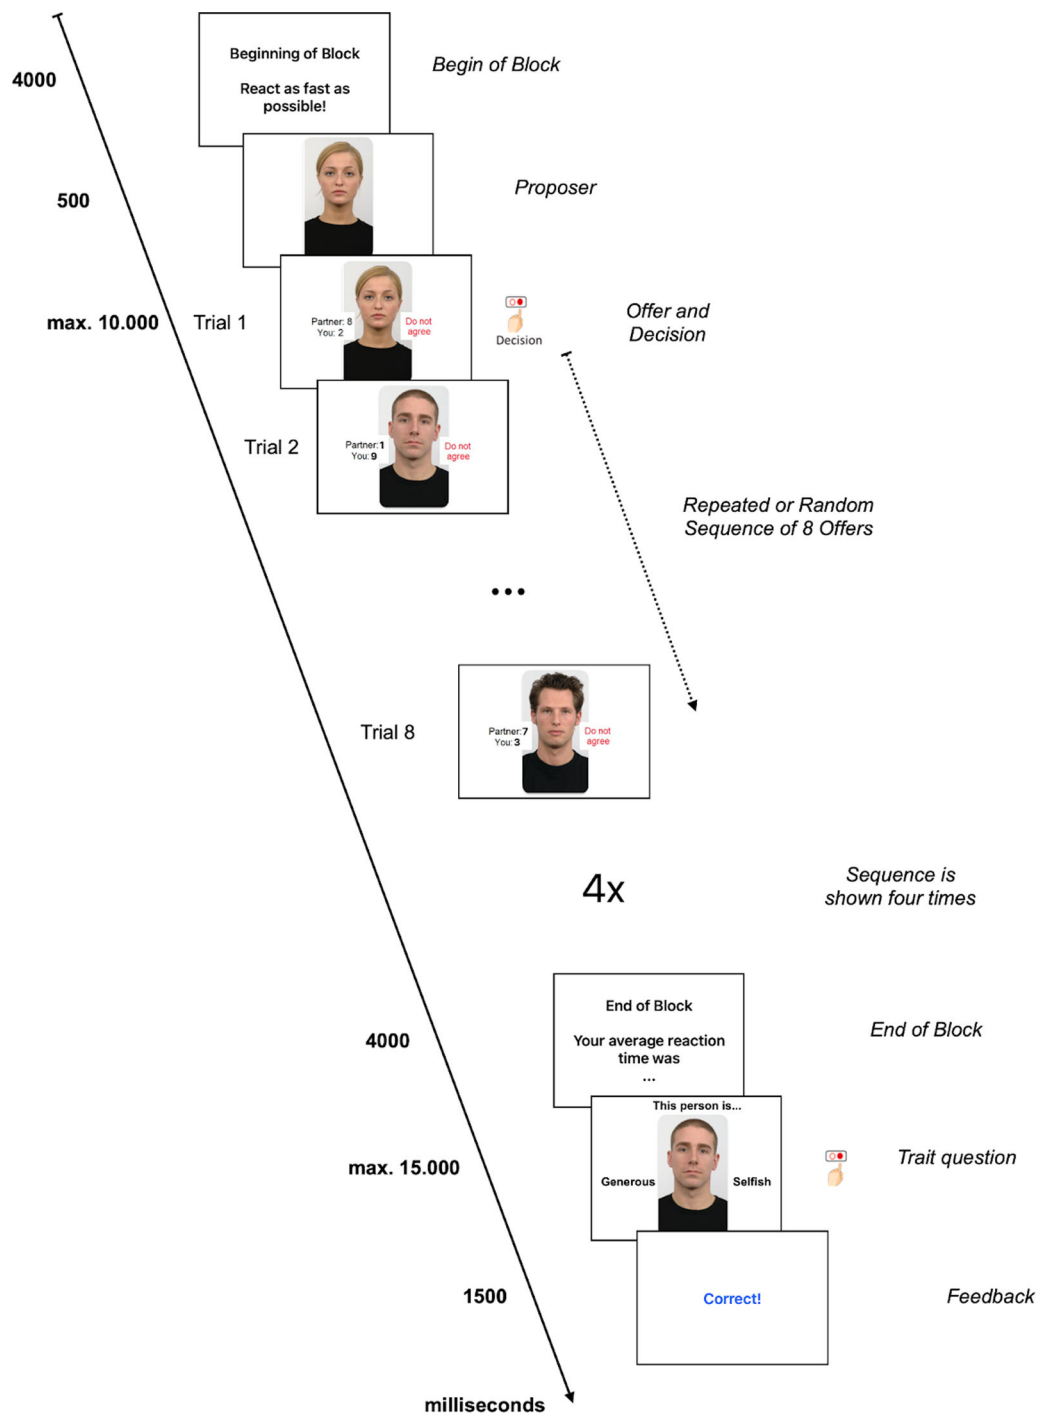 Beginning of Block
React as fast as
possible!
Begin of Block
4000
Proposer
500
max. 10.000
Trial 1
Partner: 8
You: 2
Do not
agree
Decision
Offer and
Decision
Trial 2
Partner: 1
You: 9
Do not
agree
Repeated or Random
Sequence of 8 Offers
...
Trial 8
Partner: 7
You: 3
Do not
agree
4x
Sequence is
shown four times
End of Block
Your average reaction
time was
...
4000
End of Block
This person is...
Generous
Selfish
max. 15.000
Trait question
Correct!
1500
Feedback
milliseconds